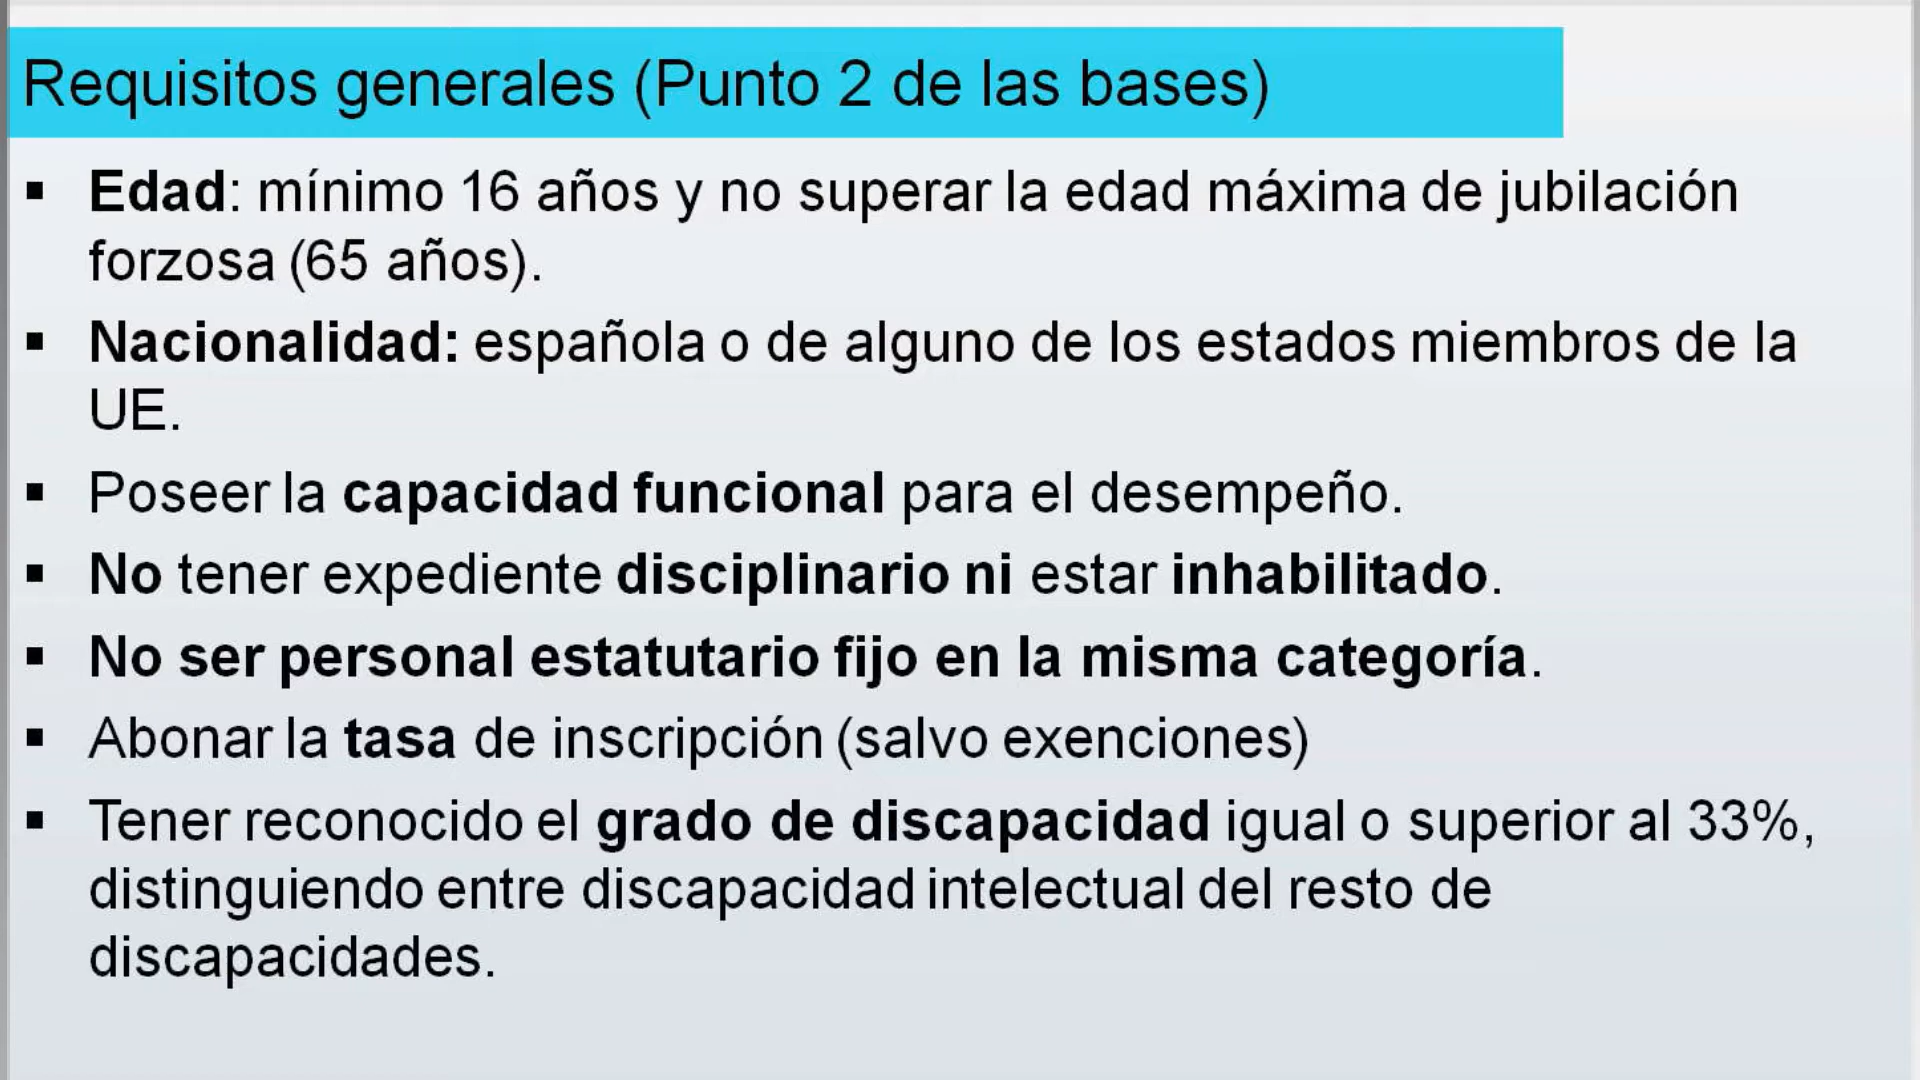 Requisitos generales (Punto 2 de las bases)
▪ Edad: mínimo 16 años y no superar la edad máxima de jubilación
forzosa (65 años).
▪ Nacionalidad: española o de alguno de los estados miembros de la
UE.
▪ Poseer la capacidad funcional para el desempeño.
▪ No tener expediente disciplinario ni estar inhabilitado.
▪ No ser personal estatutario fijo en la misma categoría.
▪ Abonar la tasa de inscripción (salvo exenciones)
▪ Tener reconocido el grado de discapacidad igual o superior al 33%,
distinguiendo entre discapacidad intelectual del resto de
discapacidades.